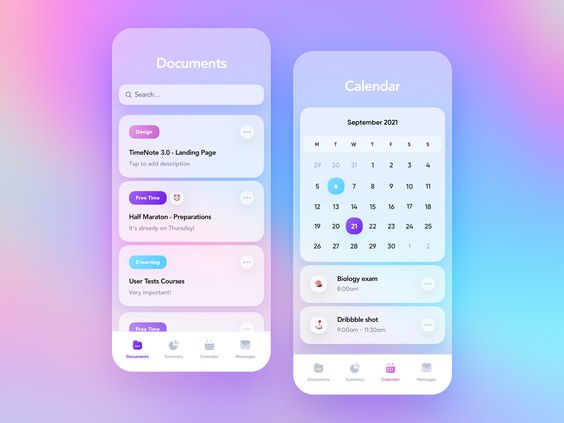 Documents
Search...
Design
TimeNote 3.0 - Landing Page
Tap to add description
Free Time
Half Maraton - Preparations
It's already on Thursday!
E-learning
User Tests Courses
Very important!
Free Time
Documents Summary Calendar Messages
Calendar
September 2021
M T W T F S S
29 30 31 1 2 3 4
5 6 7 8 9 10 11
12 13 14 15 16 17 18
19 20 21 22 23 24 25
26 27 28 29 30 1 2
Biology exam
8:00am
Dribbble shot
9:00am - 11:30am
Documents Summary Calendar Messages